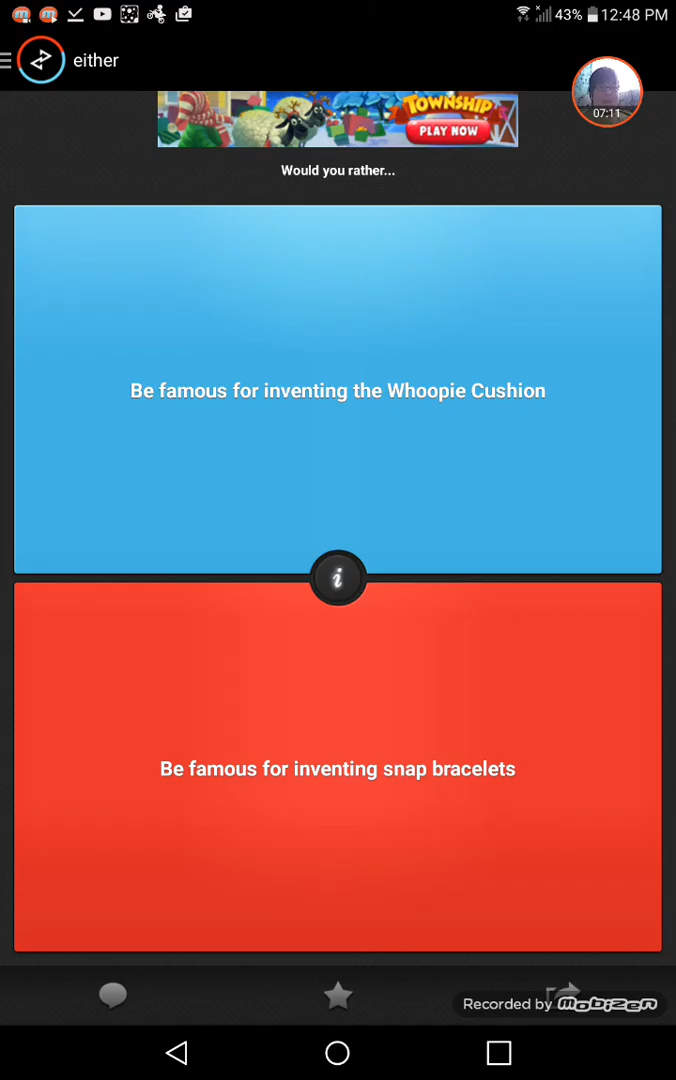 43% 12:48 PM
either
07:11
TOWNSHIP
PLAY NOW
Would you rather...
Be famous for inventing the Whoopie Cushion
i
Be famous for inventing snap bracelets
Recorded by mobizen